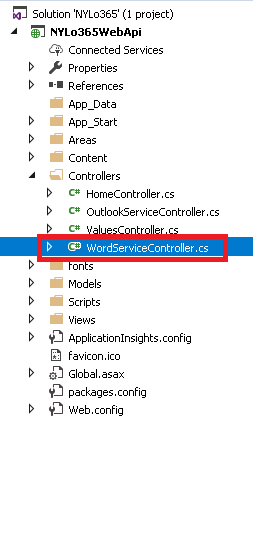 Solution 'NYLo365' (1 project)
NYLo365WebApi
Connected Services
Properties
References
App_Data
App_Start
Areas
Content
Controllers
C# HomeController.cs
C# OutlookServiceController.cs
C# ValuesController.cs
C# WordServiceController.cs
fonts
Models
Scripts
Views
ApplicationInsights.config
favicon.ico
Global.asax
packages.config
Web.config